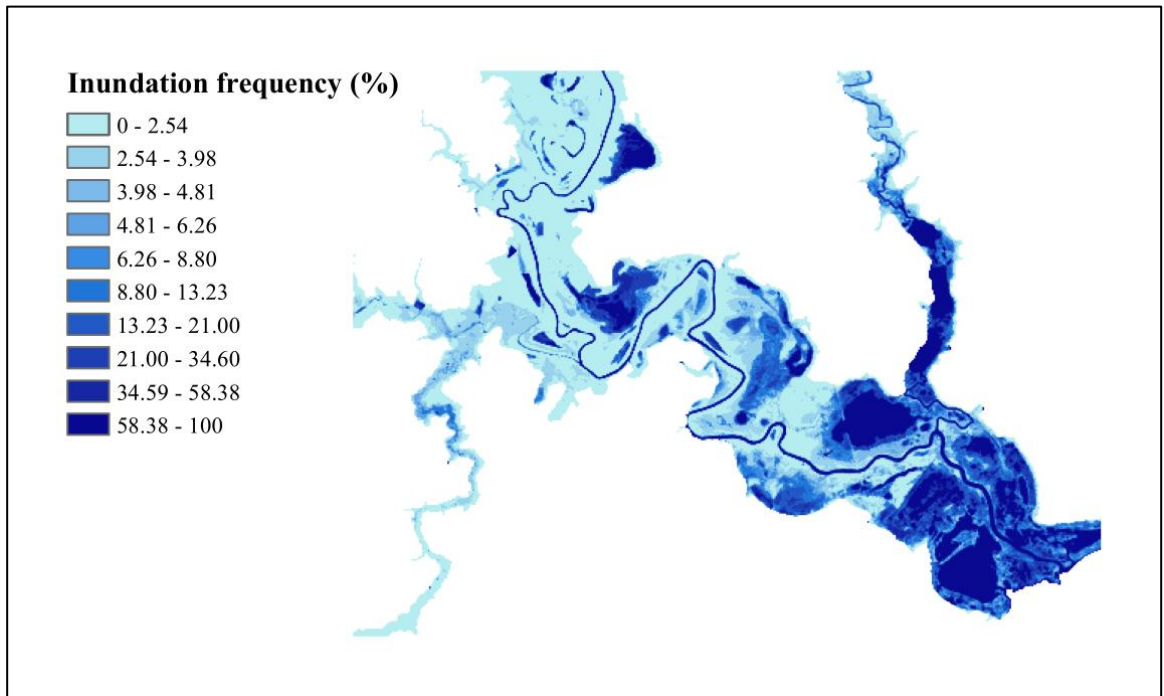 Inundation frequency (%)
0 - 2.54
2.54 - 3.98
3.98 - 4.81
4.81 - 6.26
6.26 - 8.80
8.80 - 13.23
13.23 - 21.00
21.00 - 34.60
34.59 - 58.38
58.38 - 100